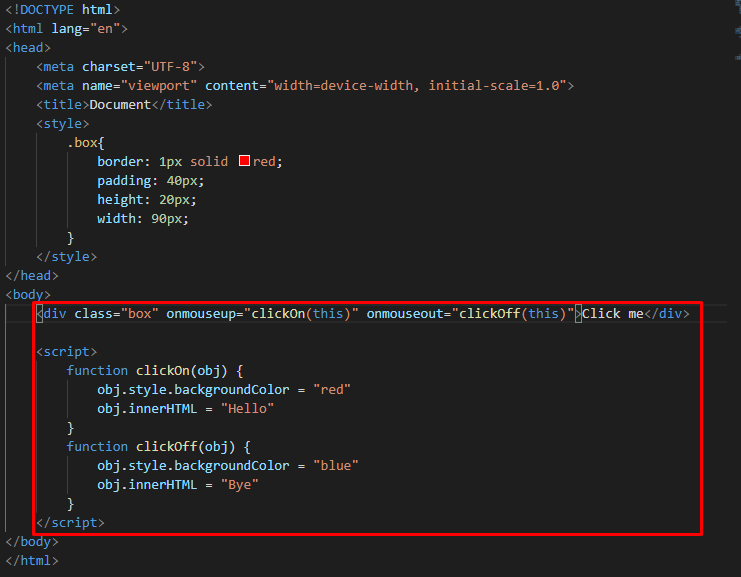 <!DOCTYPE html>
<html lang="en">
<head>
    <meta charset="UTF-8">
    <meta name="viewport" content="width=device-width, initial-scale=1.0">
    <title>Document</title>
    <style>
        .box{
            border: 1px solid red;
            padding: 40px;
            height: 20px;
            width: 90px;
        }
    </style>
</head>
<body>
    <div class="box" onmouseup="clickOn(this)" onmouseout="clickOff(this)">Click me</div>
    <script>
        function clickOn(obj) {
            obj.style.backgroundColor = "red"
            obj.innerHTML = "Hello"
        }
        function clickOff(obj) {
            obj.style.backgroundColor = "blue"
            obj.innerHTML = "Bye"
        }
    </script>
</body>
</html>